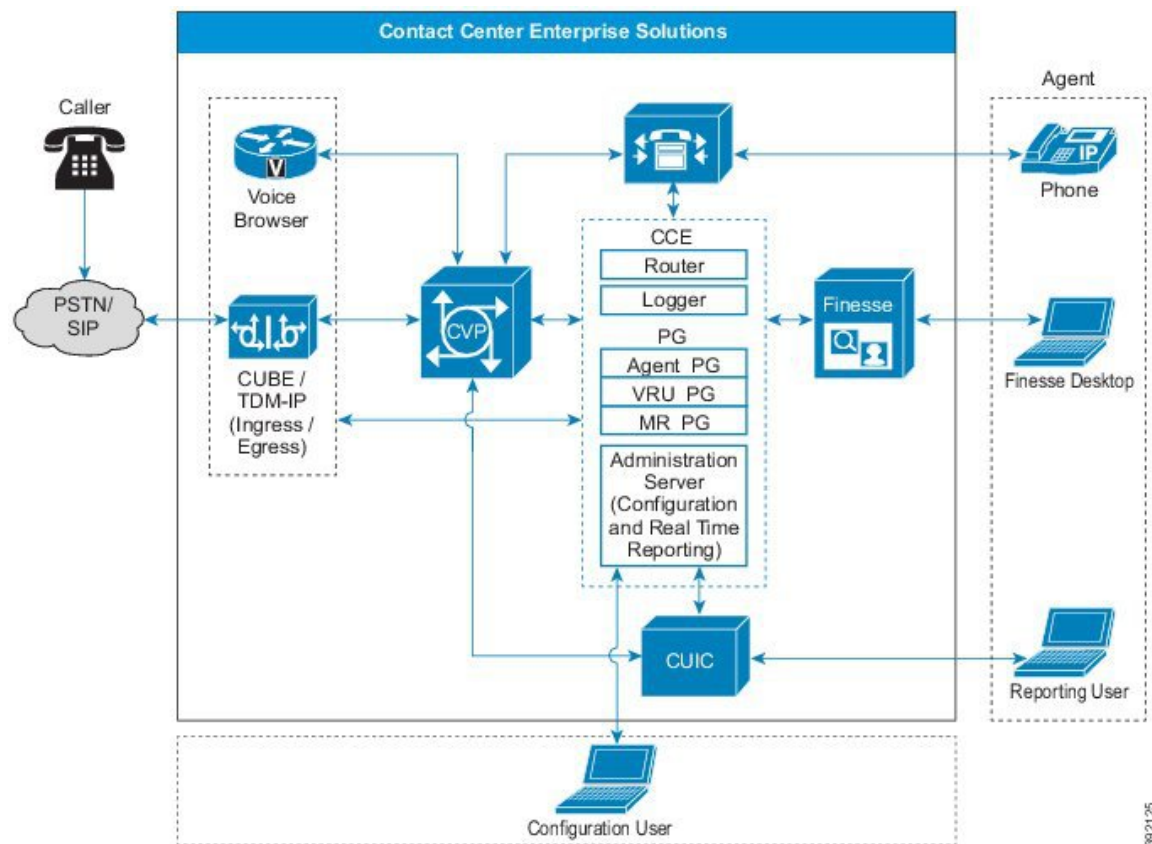 Contact Center Enterprise Solutions
Caller
Agent
V
Voice
Browser
IP
Phone
PSTN/
SIP
CUBE /
TDM-IP
(Ingress /
Egress)
CVP
CCE
Router
Logger
PG
Agent PG
VRU PG
MR PG
Administration
Server
(Configuration
and Real Time
Reporting)
Finesse
Finesse Desktop
CUIC
Reporting User
Configuration User
392125